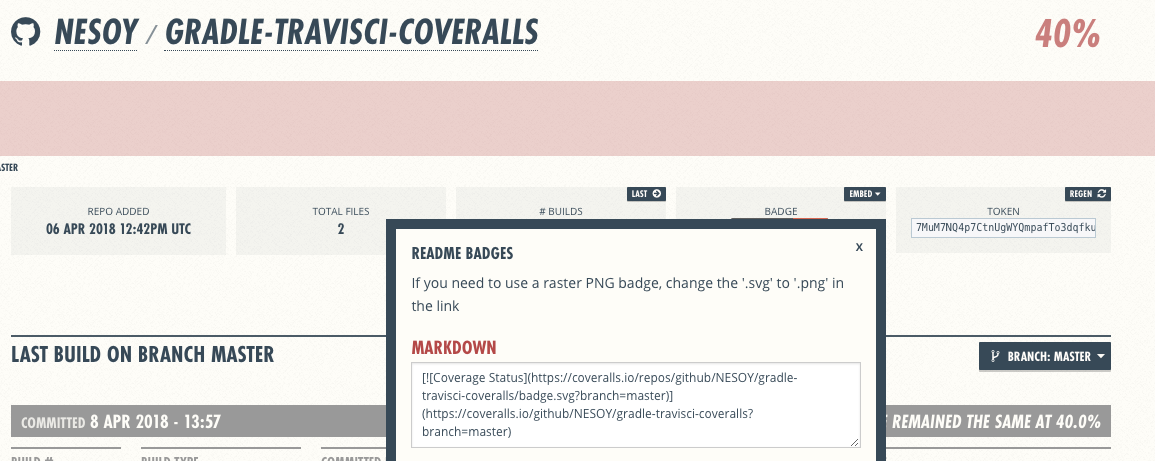 NESOY / GRADLE-TRAVISCI-COVERALLS
40%
ASTER
LAST
EMBED
REGEN
REPO ADDED
TOTAL FILES
# BUILDS
BADGE
TOKEN
06 APR 2018 12:42PM UTC
2
7MuM7NQ4p7CtnUgWYQmpafTo3dqfku
README BADGES
x
If you need to use a raster PNG badge, change the '.svg' to '.png' in
the link
MARKDOWN
[![Coverage Status](https://coveralls.io/repos/github/NESOY/gradle-
travisci-coveralls/badge.svg?branch=master)]
(https://coveralls.io/github/NESOY/gradle-travisci-coveralls?
branch=master)
LAST BUILD ON BRANCH MASTER
BRANCH: MASTER
COMMITTED 8 APR 2018 - 13:57
REMAINED THE SAME AT 40.0%
BUILD #
BUILD TYPE
COMMITTED